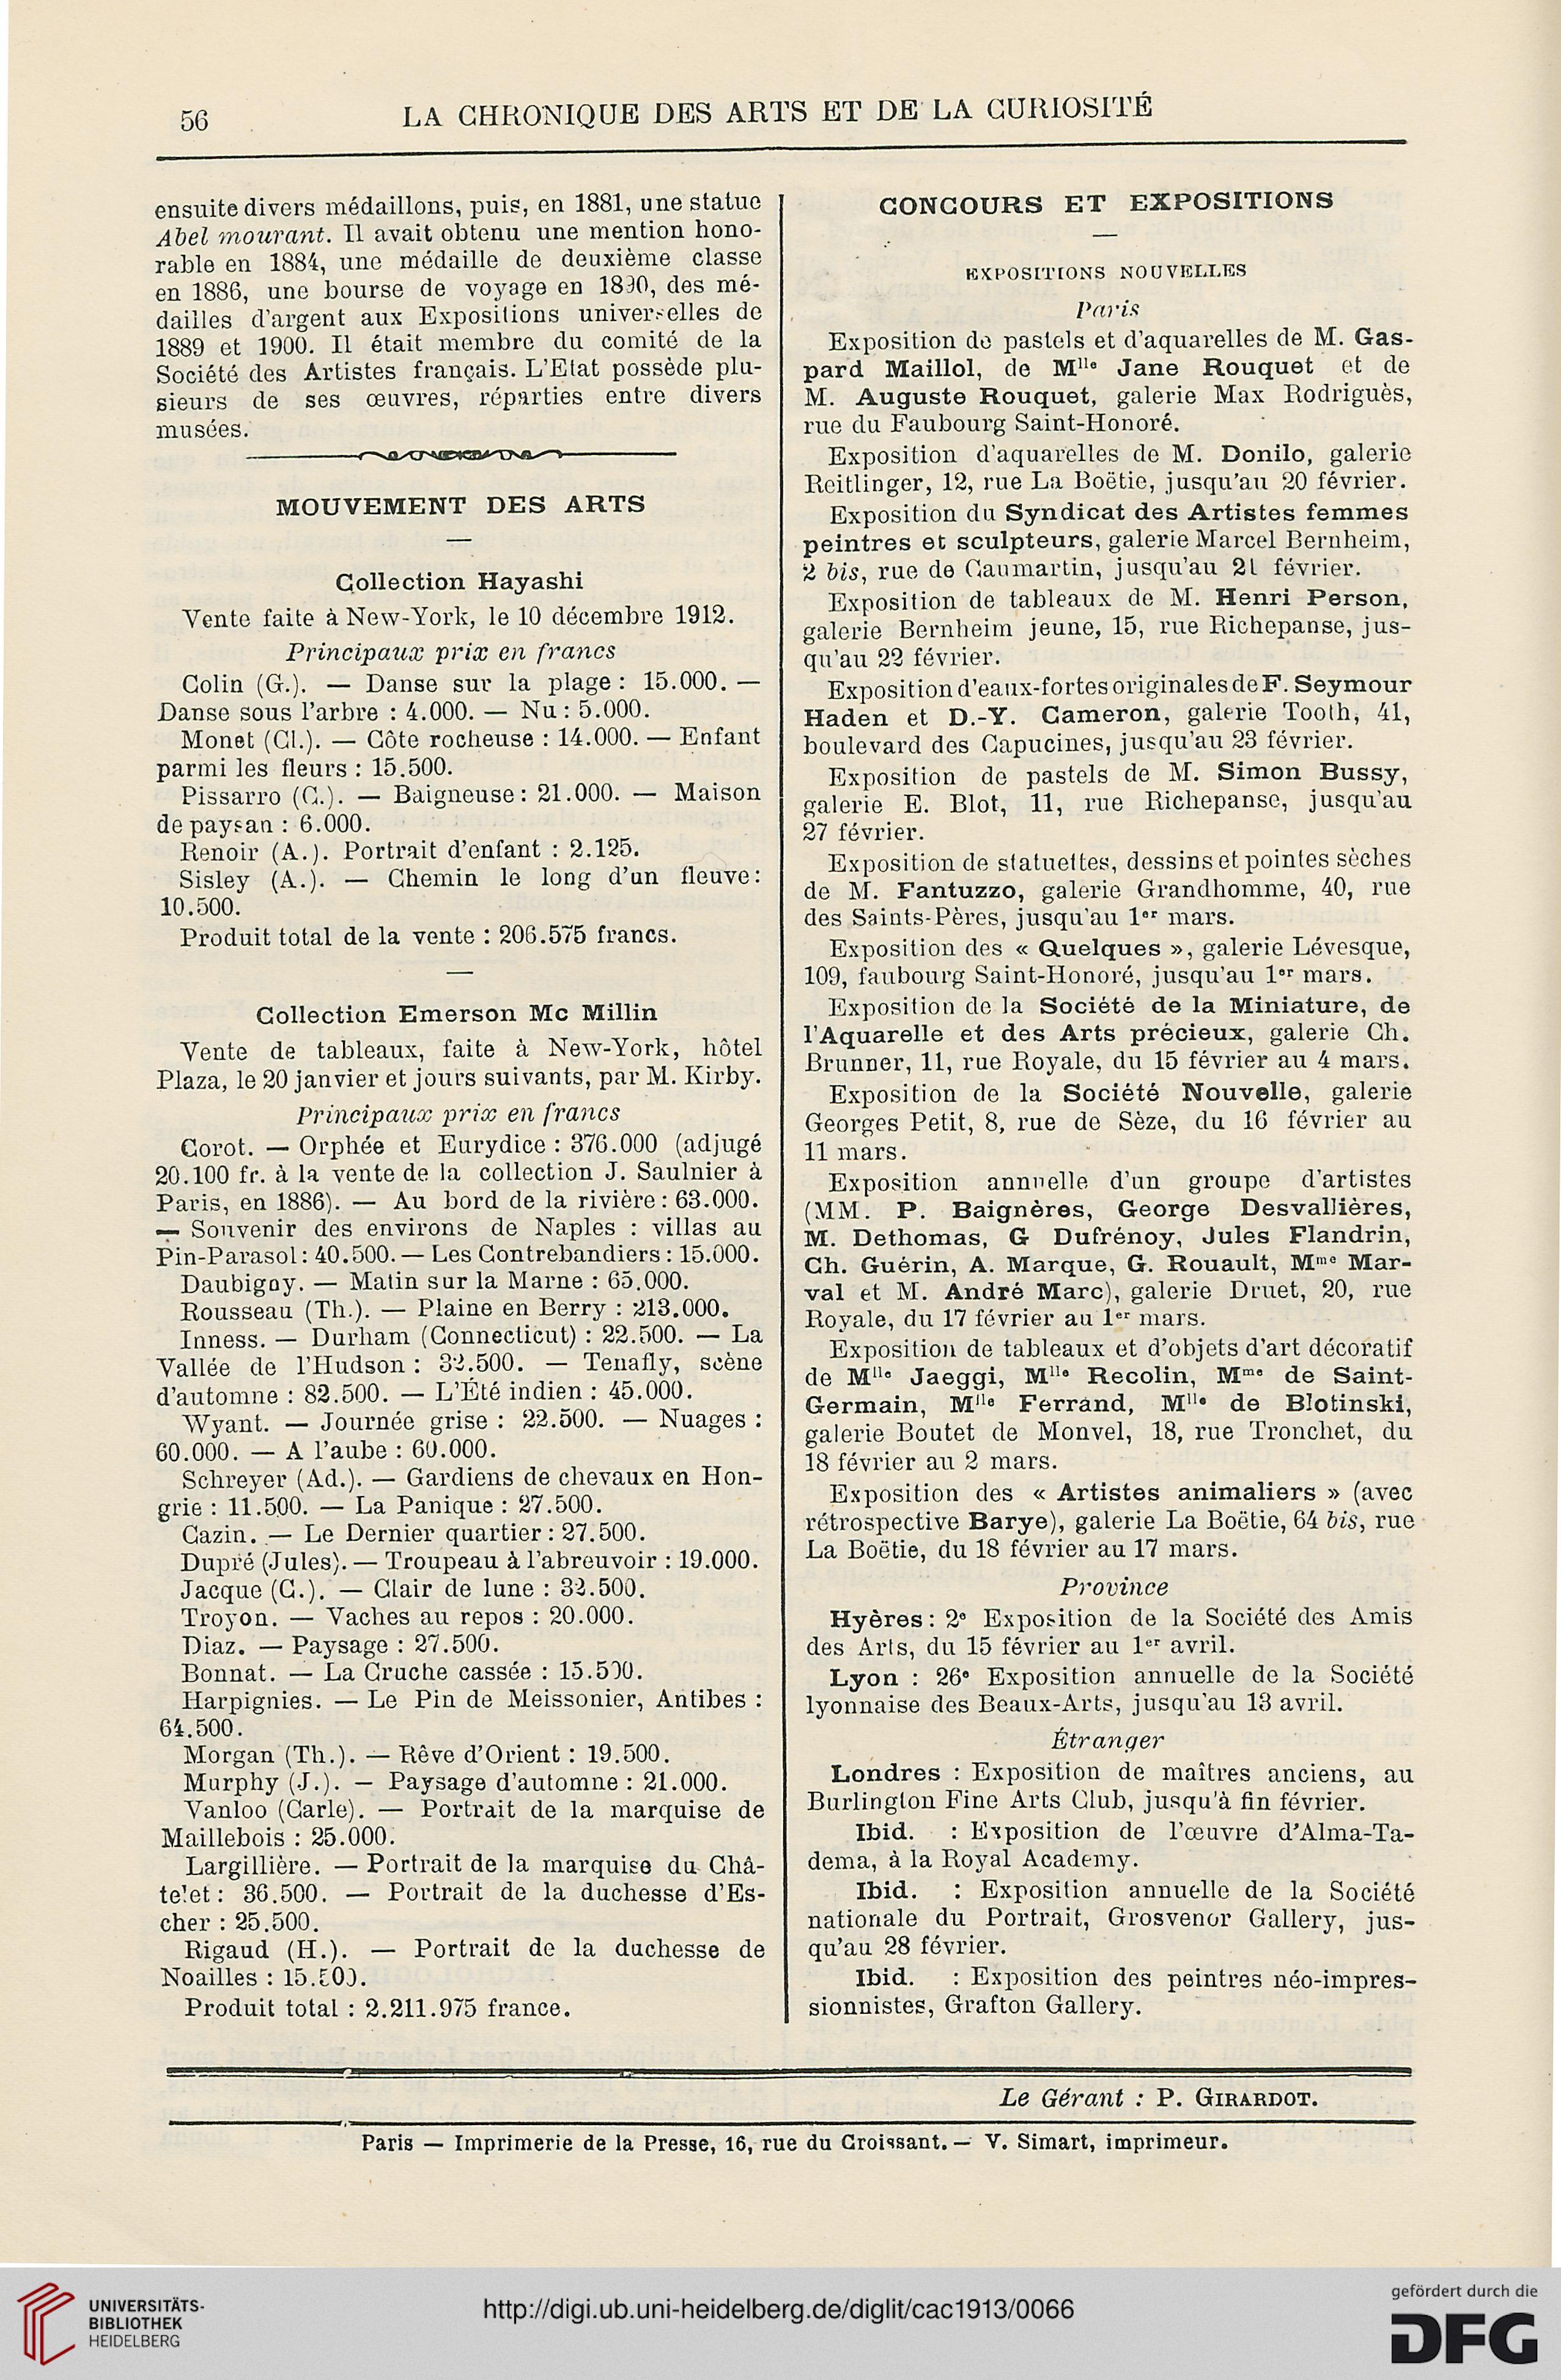 56
LA CHRONIQUE DES ARTS ET DE LA CURIOSITÉ
ensuite divers médaillons, puis, en 1881, une statue
Abel mourant. Il avait obtenu une mention hono-
rable en 1884, une médaille de deuxième classe
en 1886, une bourse de voyage en 1890, des mé-
dailles d'argent aux Expositions universelles de
1889 et 1900. Il était membre du comité de la
Société des Artistes français. L'Etat possède plu-
sieurs de ses œuvres, réparties entre divers
musées.
MOUVEMENT DES ARTS
Collection Hayashi
Vente faite à New-York, le 10 décembre 1912.
Principaux prix en francs
Colin (G.). — Danse sur la plage : 15.000. —
Danse sous l'arbre : 4.000. — Nu : 5.000.
Monet (Cl.). — Côte rocheuse : 14.000. — Enfant
parmi les fleurs : 15.500.
Pissarro (C.). — Baigneuse : 21.000. — Maison
de paysan : 6.000.
Renoir (A.). Portrait d'enfant : 2.125.
Sisley (A.). — Chemin le long d'un fleuve :
10.500.
Produit total de la vente : 206.575 francs.
Collection Emerson Mc Millin
Vente de tableaux, faite à New-York, hôtel
Plaza, le 20 janvier et jours suivants, par M. Kirby.
Principaux prix en francs
Corot. — Orphée et Eurydice : 376.000 (adjugé
20.100 fr. à la vente de la collection J. Saulnier à
Paris, en 1886). — Au bord de la rivière : 63.000.
— Souvenir des environs de Naples : villas au
Pin-Parasol : 40.500. — Les Contrebandiers : 15.000.
Daubigny. — Matin sur la Marne : 65.000.
Rousseau (Th.). — Plaine en Berry : 213.000.
Inness. — Durham (Connecticut) : 22.500. — La
Vallée de l'Hudson : 32.500. — Tenafly, scène
d'automne : 82.500. — L'Été indien : 45.000.
Wyant. — Journée grise : 22.500. — Nuages :
60.000. — A l'aube : 60.000.
Schreyer (Ad.). — Gardiens de chevaux en Hon-
grie : 11.500. — La Panique : 27.500.
Cazin. — Le Dernier quartier : 27.500.
Dupré (Jules). — Troupeau à l'abreuvoir : 19.000.
Jacque (C.). — Clair de lune : 32.500.
Troyon. — Vaches au repos : 20.000.
Diaz. — Paysage : 27.500.
Bonnat. — La Cruche cassée : 15.500.
Harpignies. — Le Pin de Meissonier, Antibes :
64.500.
Morgan (Th.). — Rêve d'Orient : 19.500.
Murphy (J.). — Paysage d'automne : 21.000.
Vanloo (Carle). — Portrait de la marquise de
Maillebois : 25.000.
Largillière. — Portrait de la marquise du Châ-
telet : 36.500. — Portrait de la duchesse d'Es-
cher : 25.500.
Rigaud (H.). — Portrait de la duchesse de
Noailles : 15.500.
Produit total : 2.211.975 france.
CONCOURS ET EXPOSITIONS
EXPOSITIONS NOUVELLES
Paris
Exposition de pastels et d'aquarelles de M. Gas-
pard Maillol, de Mlle Jane Rouquet et de
M. Auguste Rouquet, galerie Max Rodriguès,
rue du Faubourg Saint-Honoré.
Exposition d'aquarelles de M. Donilo, galerie
Reitlinger, 12, rue La Boëtie, jusqu'au 20 février.
Exposition du Syndicat des Artistes femmes
peintres et sculpteurs, galerie Marcel Bernheim,
2 bis, rue de Caumartin, jusqu'au 21 février.
Exposition de tableaux de M. Henri Person,
galerie Bernheim jeune, 15, rue Richepanse, jus-
qu'au 22 février.
Exposition d'eaux-fortes originales de F. Seymour
Haden et D.-Y. Cameron, galerie Tooth, 41,
boulevard des Capucines, jusqu'au 23 février.
Exposition de pastels de M. Simon Bussy,
galerie E. Blot, 11, rue Richepanse, jusqu'au
27 février.
Exposition de statuettes, dessins et pointes sèches
de M. Fantuzzo, galerie Grandhomme, 40, rue
des Saints-Pères, jusqu'au 1er mars.
Exposition des « Quelques », galerie Lévesque,
109, faubourg Saint-Honoré, jusqu'au 1er mars.
Exposition de la Société de la Miniature, de
l'Aquarelle et des Arts précieux, galerie Ch.
Brunner, 11, rue Royale, du 15 février au 4 mars.
Exposition de la Société Nouvelle, galerie
Georges Petit, 8, rue de Sèze, du 16 février au
11 mars.
Exposition annuelle d'un groupe d'artistes
(MM. P. Baignères, George Desvallières,
M. Dethomas, G Dufrénoy, Jules Flandrin,
Ch. Guérin, A. Marque, G. Rouault, Mme Mar-
val et M. André Marc), galerie Druet, 20, rue
Royale, du 17 février au 1er mars.
Exposition de tableaux et d'objets d'art décoratif
de Mlle Jaeggi, Mlle Recolin, Mme de Saint-
Germain, Mlle Ferrand, Mlle de Blotinski,
galerie Boutet de Monvel, 18, rue Tronchet, du
18 février au 2 mars.
Exposition des « Artistes animaliers » (avec
rétrospective Barye), galerie La Boëtie, 64 bis, rue
La Boëtie, du 18 février au 17 mars.
Province
Hyères : 2e Exposition de la Société des Amis
des Arts, du 15 février au 1er avril.
Lyon : 26e Exposition annuelle de la Société
lyonnaise des Beaux-Arts, jusqu'au 13 avril.
Étranger
Londres : Exposition de maîtres anciens, au
Burlington Fine Arts Club, jusqu'à fin février.
Ibid. : Exposition de l'œuvre d'Alma-Ta-
dema, à la Royal Academy.
Ibid. : Exposition annuelle de la Société
nationale du Portrait, Grosvenor Gallery, jus-
qu'au 28 février.
Ibid. : Exposition des peintres néo-impres-
sionnistes, Grafton Gallery.
Le Gérant : P. GIRARDOT.
Paris — Imprimerie de la Presse, 16, rue du Croissant. — V. Simart, imprimeur.
UNIVERSITÄTS-
BIBLIOTHEK
HEIDELBERG
http://digi.ub.uni-heidelberg.de/diglit/cac1913/0066
gefördert durch die
DFG